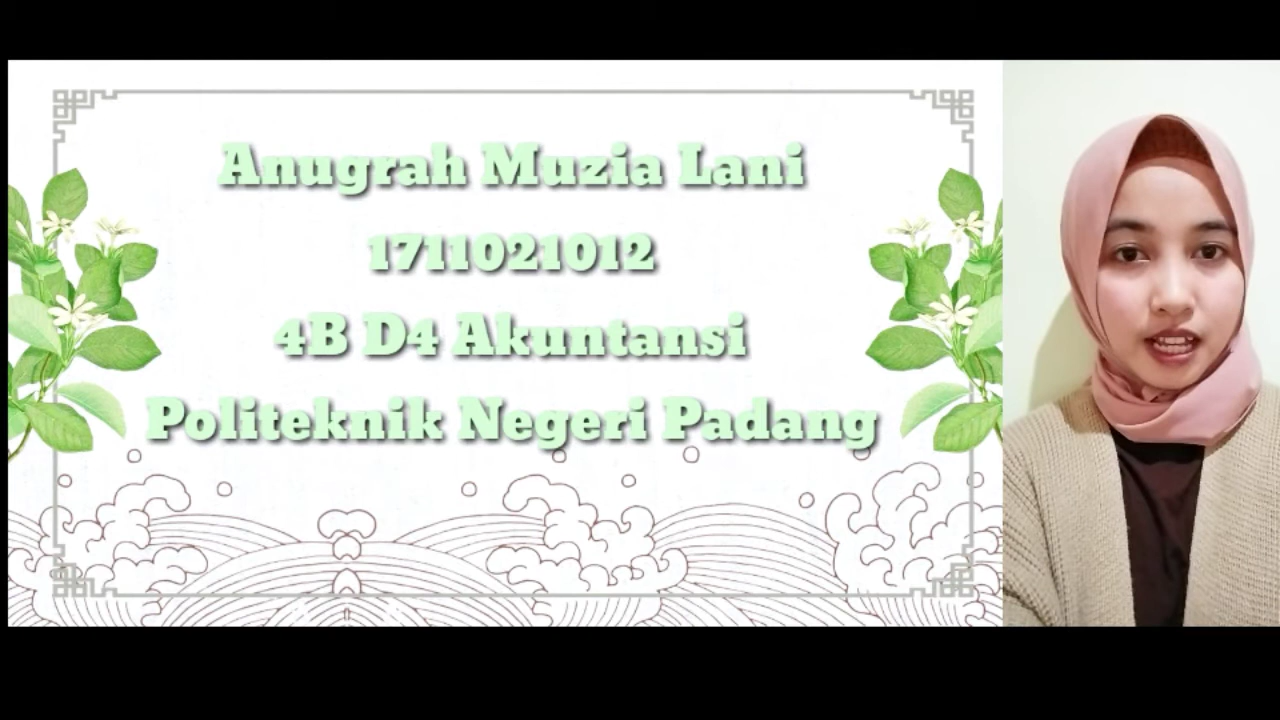 Anugrah Muzia Lani
1711021012
4B D4 Akuntansi
Politeknik Negeri Padang